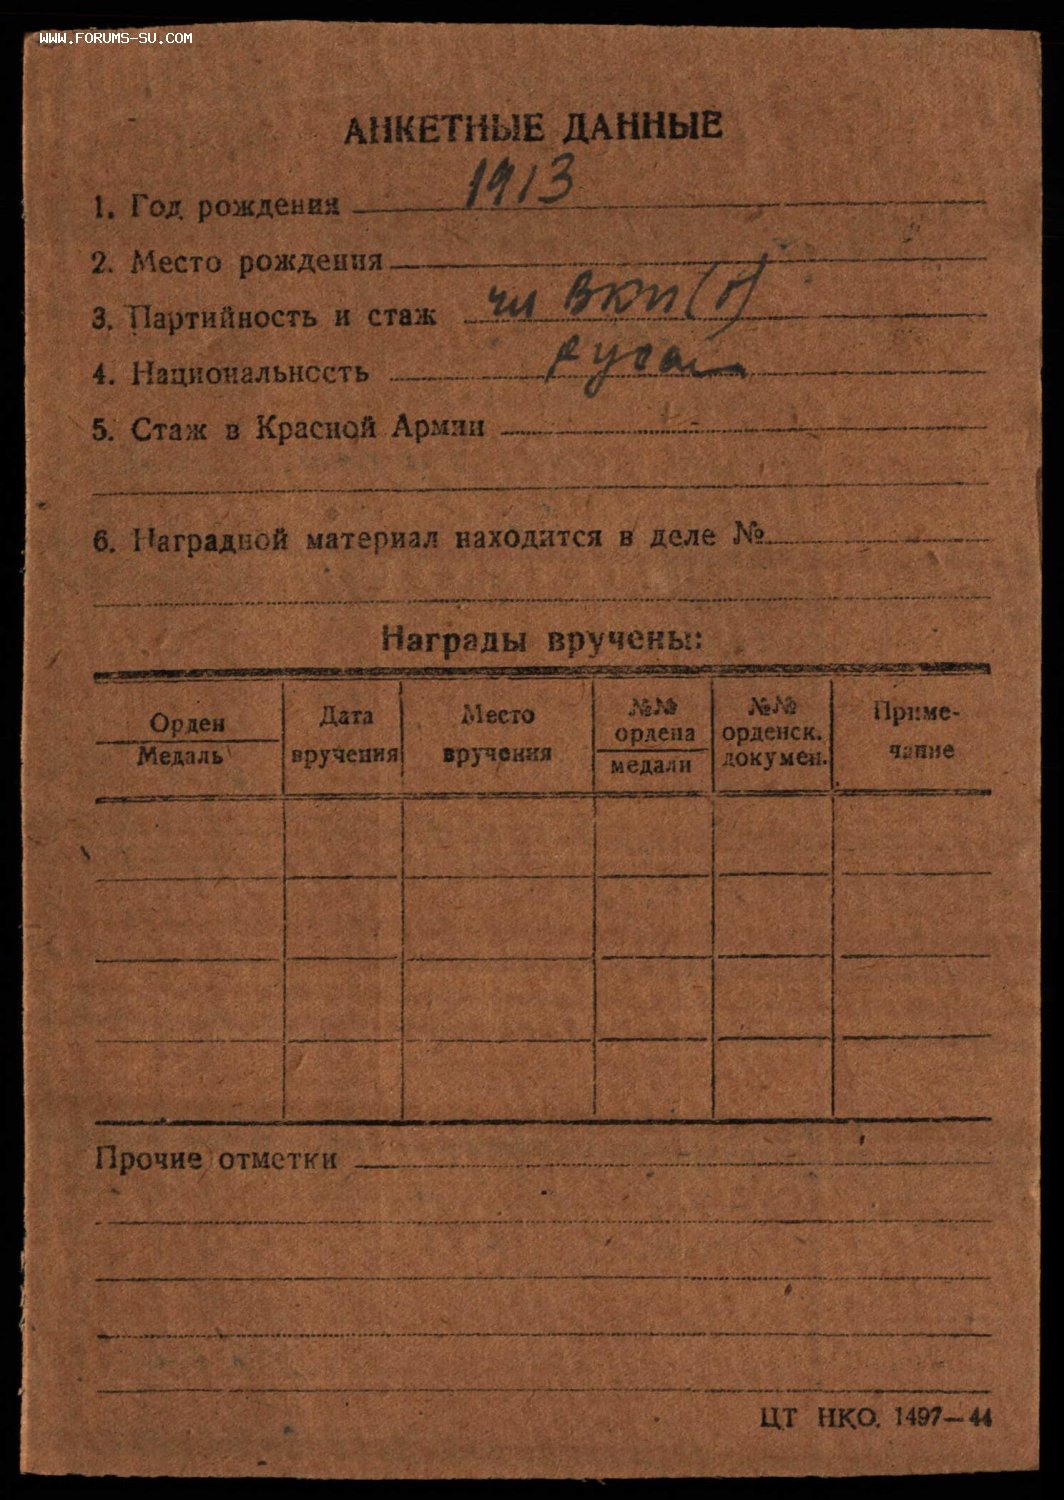 WWW.FORUMS-SU.COM
АНКЕТНЫЕ ДАННЫЕ
1. Год рождения 1913
2. Место рождения
3. Партийность и стаж чл ВКП(б)
4. Национальность
5. Стаж в Красной Армии
6. Наградной материал находится в деле №
Награды вручены:
Орден
Медаль
Дата
вручения
Место
вручения
№№
ордена
медали
№№
орденск.
докумен.
Приме-
чание
Прочие отметки
ЦТ НКО. 1497—44